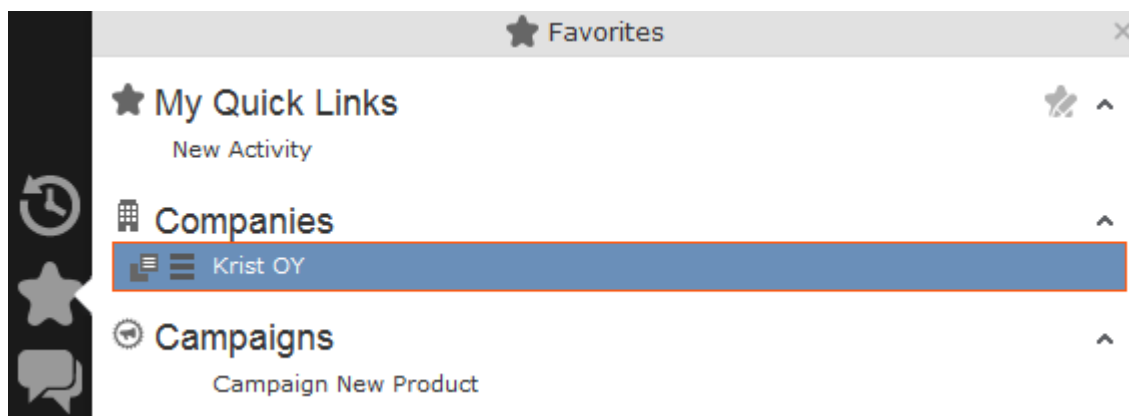 Favorites
My Quick Links
New Activity
Companies
Krist OY
Campaigns
Campaign New Product